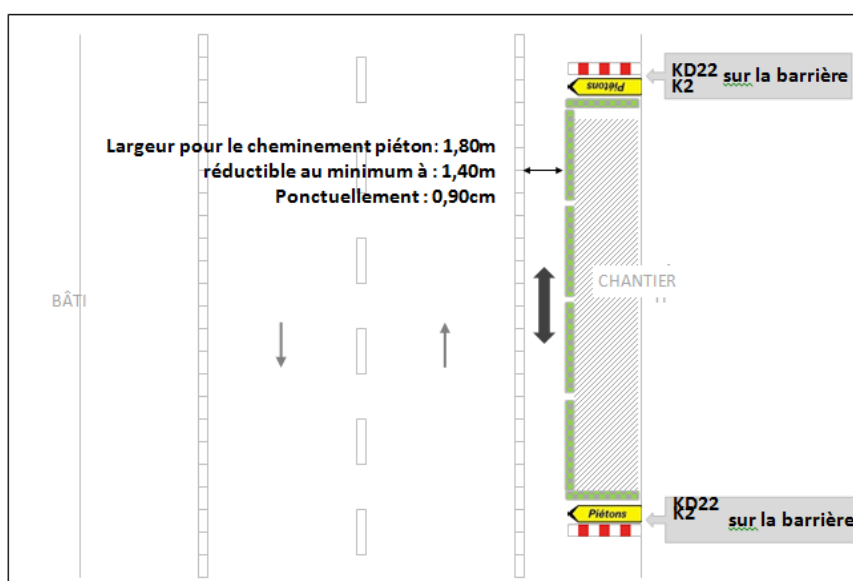 KD22
K2 sur la barrière
Piétons
Largeur pour le cheminement piéton: 1,80m
réductible au minimum à : 1,40m
Ponctuellement : 0,90cm
BÂTI
CHANTIER
Piétons
KD22
K2 sur la barrière